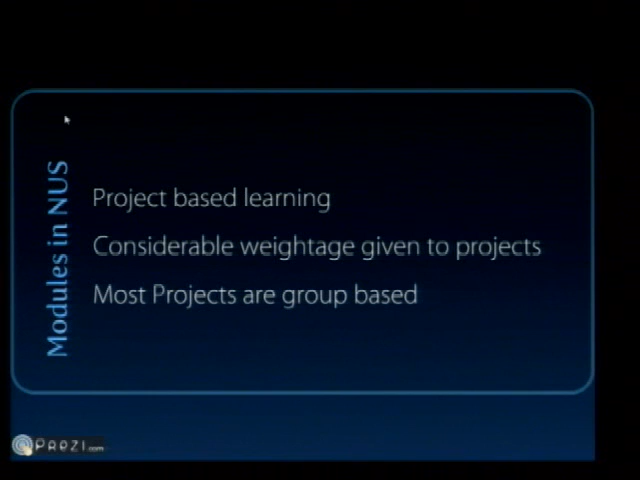 Modules in NUS
Project based learning
Considerable weightage given to projects
Most Projects are group based
PREZI.com